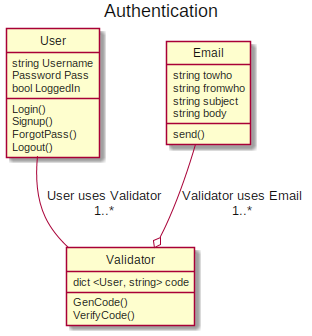 Authentication
User
string Username
Password Pass
bool LoggedIn
Login()
Signup()
ForgotPass()
Logout()
Email
string towho
string fromwho
string subject
string body
send()
User uses Validator
1..*
Validator uses Email
1..*
Validator
dict <User, string> code
GenCode()
VerifyCode()